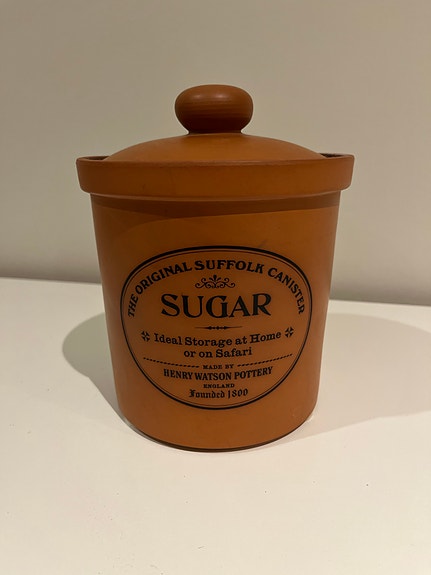 THE ORIGINAL SUFFOLK CANISTER
SUGAR
Ideal Storage at Home
or on Safari
MADE BY
HENRY WATSON POTTERY
ENGLAND
Founded 1800